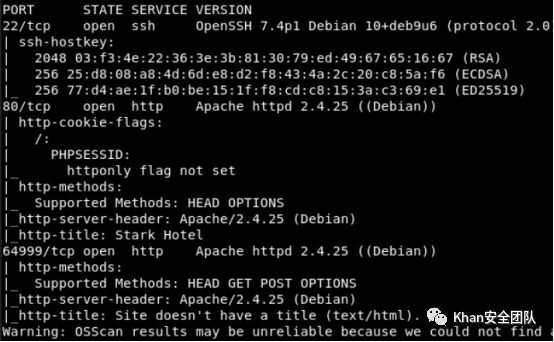 PORT      STATE SERVICE VERSION
22/tcp    open  ssh     OpenSSH 7.4p1 Debian 10+deb9u6 (protocol 2.0
| ssh-hostkey:
|   2048 03:f3:4e:22:36:3e:3b:81:30:79:ed:49:67:65:16:67 (RSA)
|   256 25:d8:08:a8:4d:6d:e8:d2:f8:43:4a:2c:20:c8:5a:f6 (ECDSA)
|_  256 77:d4:ae:1f:b0:be:15:1f:f8:cd:c8:15:3a:c3:69:e1 (ED25519)
80/tcp    open  http    Apache httpd 2.4.25 ((Debian))
| http-cookie-flags:
|   /:
|     PHPSESSID:
|_      httponly flag not set
| http-methods:
|_  Supported Methods: HEAD OPTIONS
|_http-server-header: Apache/2.4.25 (Debian)
|_http-title: Stark Hotel
64999/tcp open  http    Apache httpd 2.4.25 ((Debian))
| http-methods:
|_  Supported Methods: HEAD GET POST OPTIONS
|_http-server-header: Apache/2.4.25 (Debian)
|_http-title: Site doesn't have a title (text/html).
Khan安全团队
Warning: OSScan results may be unreliable because we could not find a